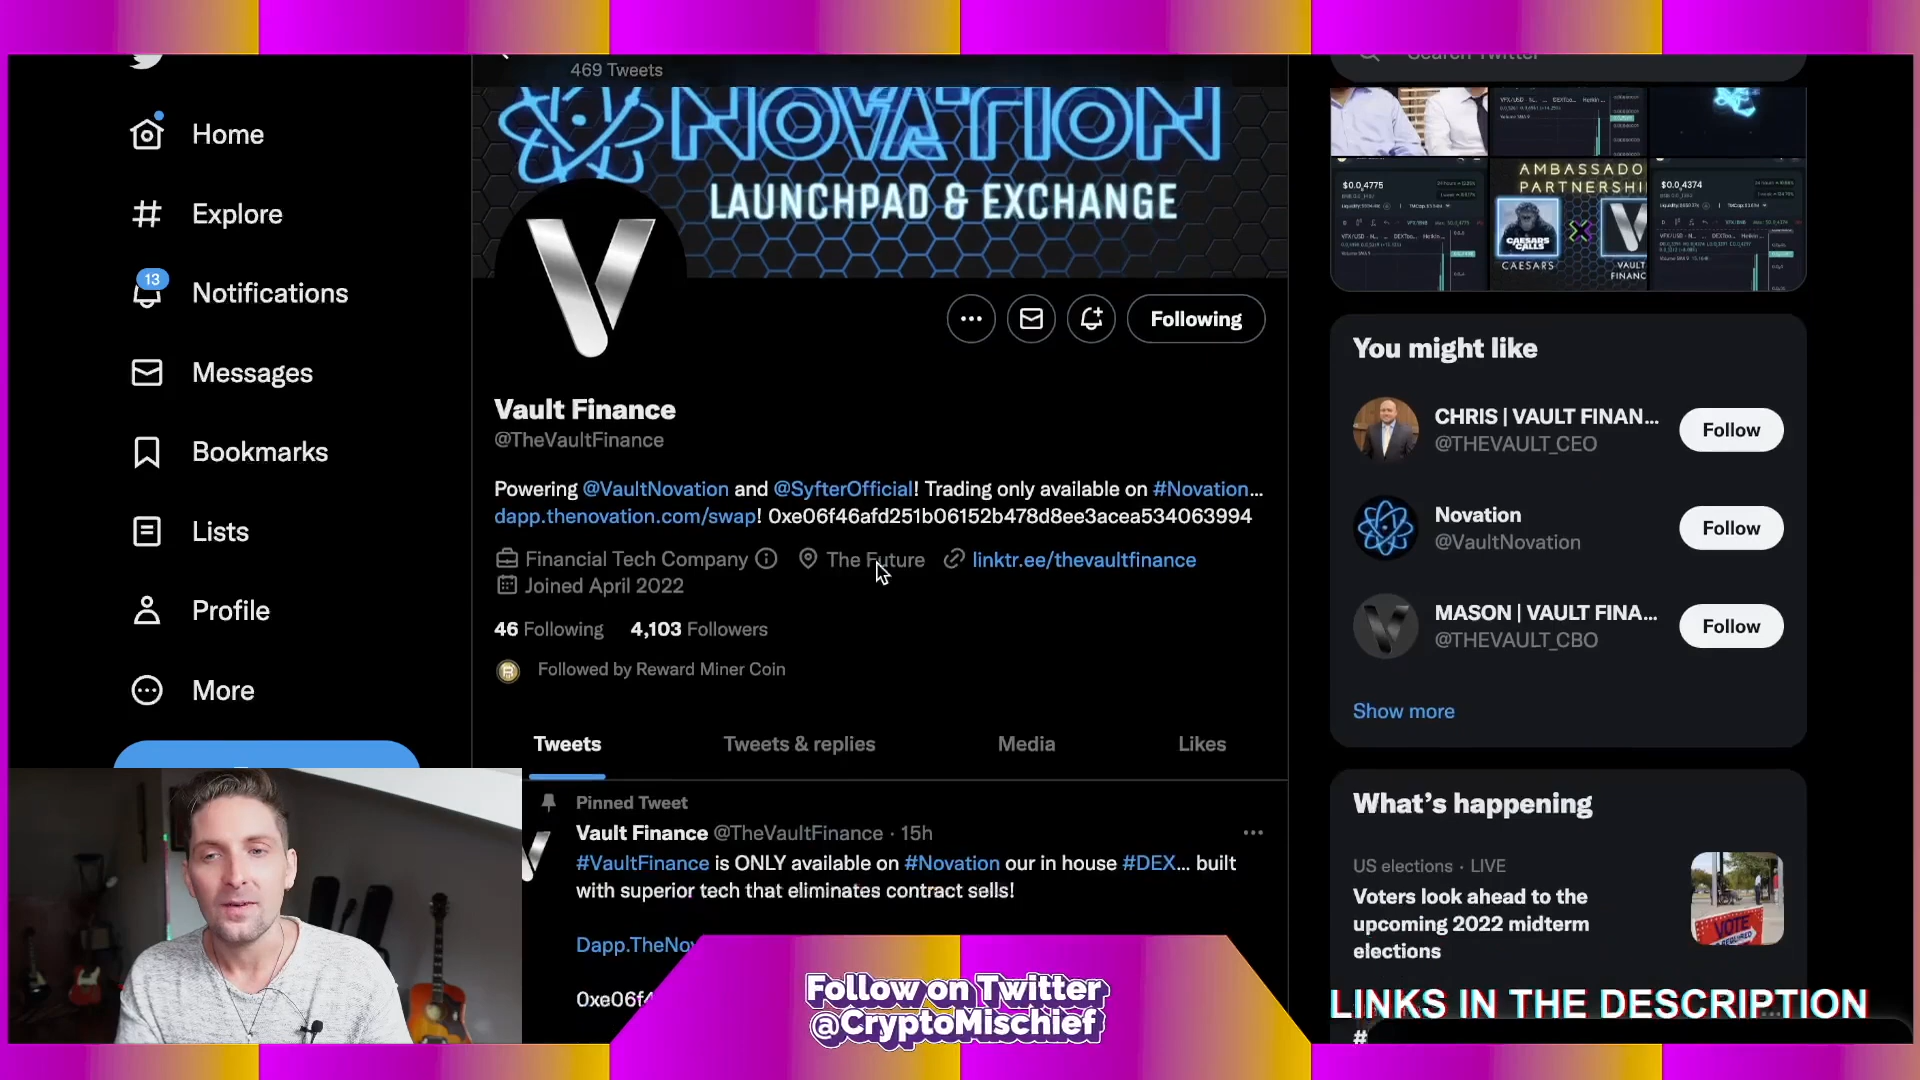 469 Tweets
NOVATION
LAUNCHPAD & EXCHANGE
Home
Explore
13
Notifications
Messages
Bookmarks
Lists
Profile
More
Following
Vault Finance
@TheVaultFinance
Powering @VaultNovation and @SyfterOfficial! Trading only available on #Novation...
dapp.thenovation.com/swap! 0xe06f46afd251b06152b478d8ee3acea534063994
Financial Tech Company The Future linktr.ee/thevaultfinance
Joined April 2022
46 Following 4,103 Followers
Followed by Reward Miner Coin
Tweets Tweets & replies Media Likes
Pinned Tweet
Vault Finance @TheVaultFinance · 15h
#VaultFinance is ONLY available on #Novation our in house #DEX... built
with superior tech that eliminates contract sells!
Dapp.TheNov
0xe06f4
Follow on Twitter
@CryptoMischief
Search Twitter
$0.0₄4775
AMBASSADO
PARTNERSHI
CAESARS
CALLS
CAESARS
VAULT
FINANC
$0.0₄4374
You might like
CHRIS | VAULT FINAN...
@THEVAULT_CEO
Follow
Novation
@VaultNovation
Follow
MASON | VAULT FINA...
@THEVAULT_CBO
Follow
Show more
What's happening
US elections · LIVE
Voters look ahead to the
upcoming 2022 midterm
elections
VOTE
LINKS IN THE DESCRIPTION
#